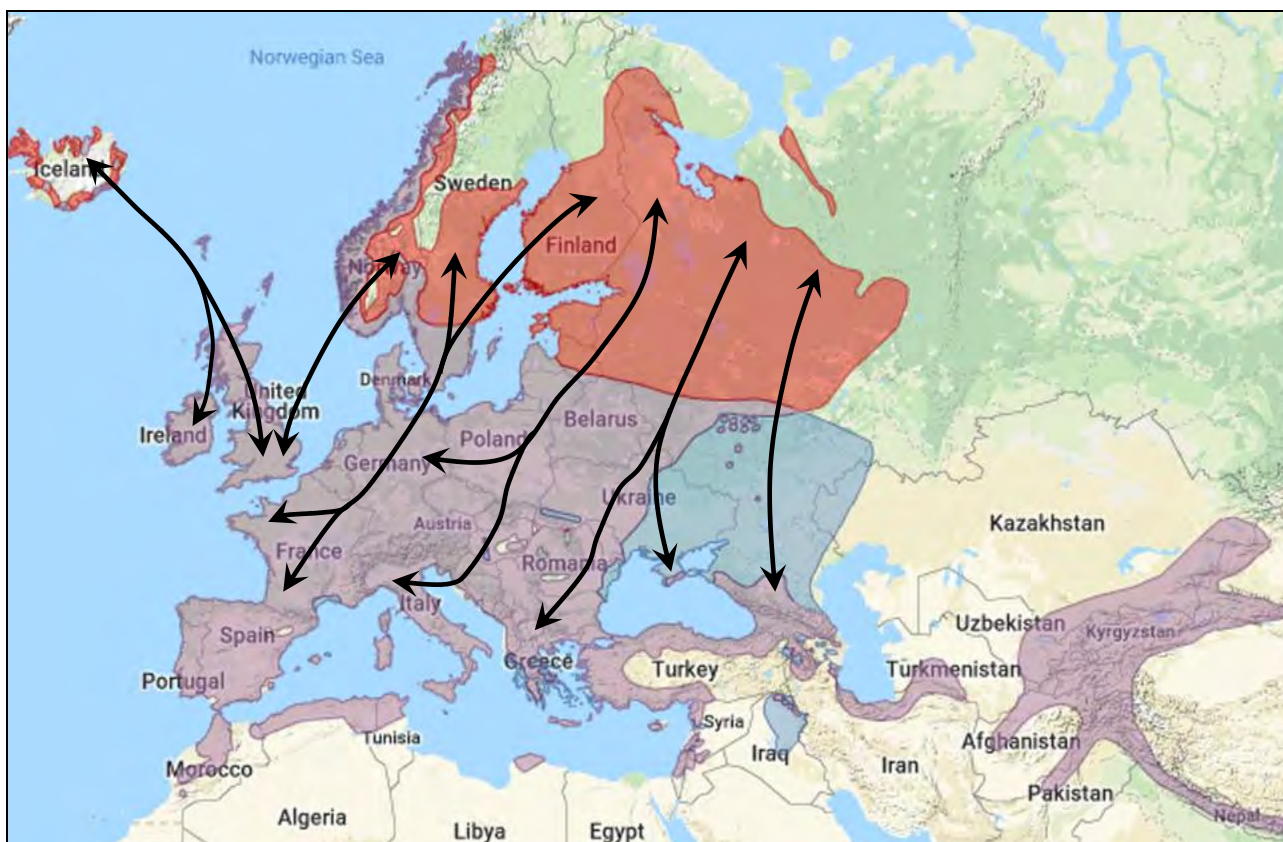 Norwegian Sea
Iceland
Sweden
Finland
Norway
Denmark
United
Kingdom
Ireland
Belarus
Poland
Germany
Ukraine
Kazakhstan
Austria
France
Romania
Italy
Uzbekistan
Kyrgyzstan
Spain
Greece
Turkey
Turkmenistan
Portugal
Syria
Tunisia
Afghanistan
Iraq
Iran
Morocco
Pakistan
Algeria
Nepal
Libya
Egypt